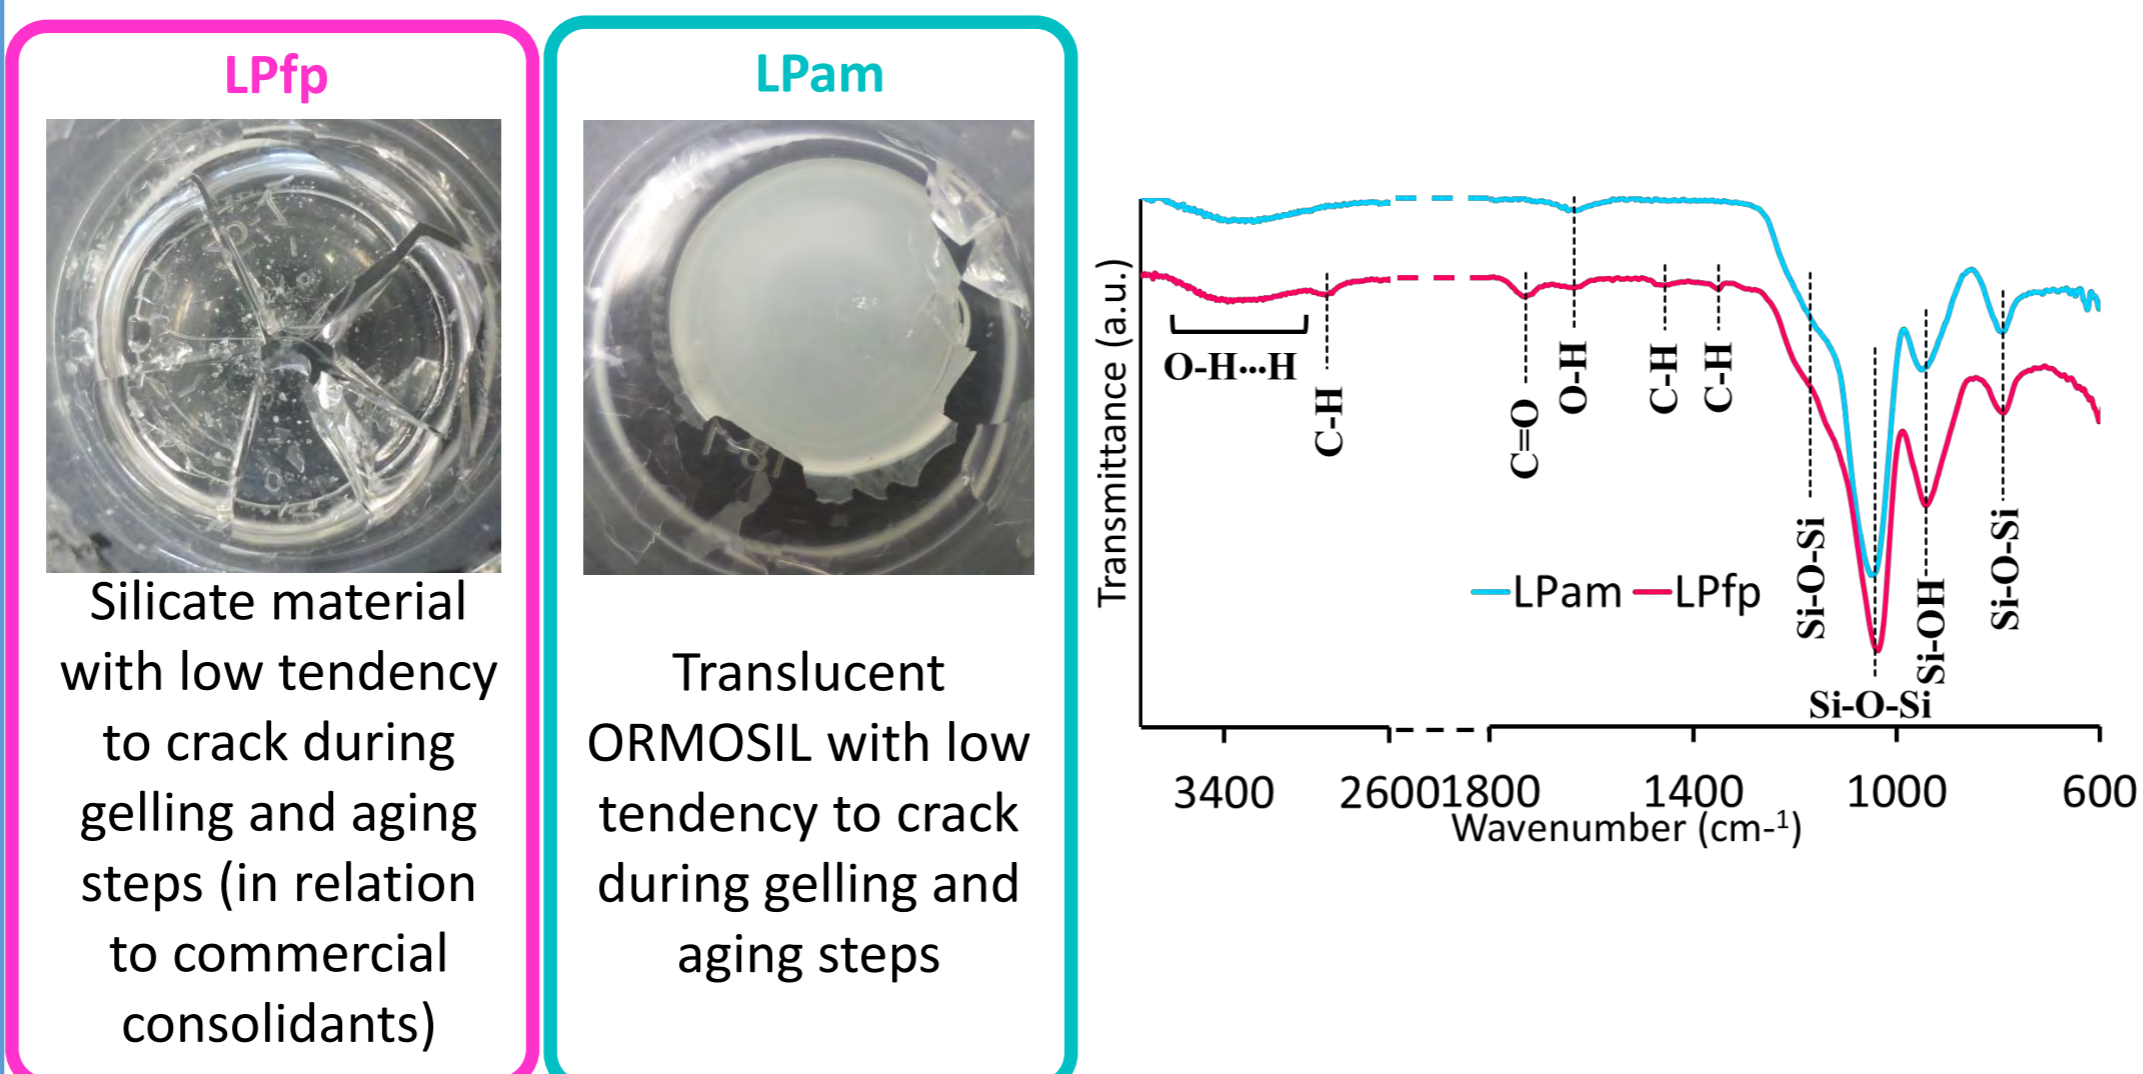 LPfp
Silicate material
with low tendency
to crack during
gelling and aging
steps (in relation
to commercial
consolidants)
LPam
Translucent
ORMOSIL with low
tendency to crack
during gelling and
aging steps
Transmittance (a.u.)
O-H···H
C-H
C=O
O-H
C-H
C-H
Si-O-Si
Si-O-Si
Si-OH
Si-O-Si
LPam LPfp
3400 2600 1800 1400 1000 600
Wavenumber (cm-¹)